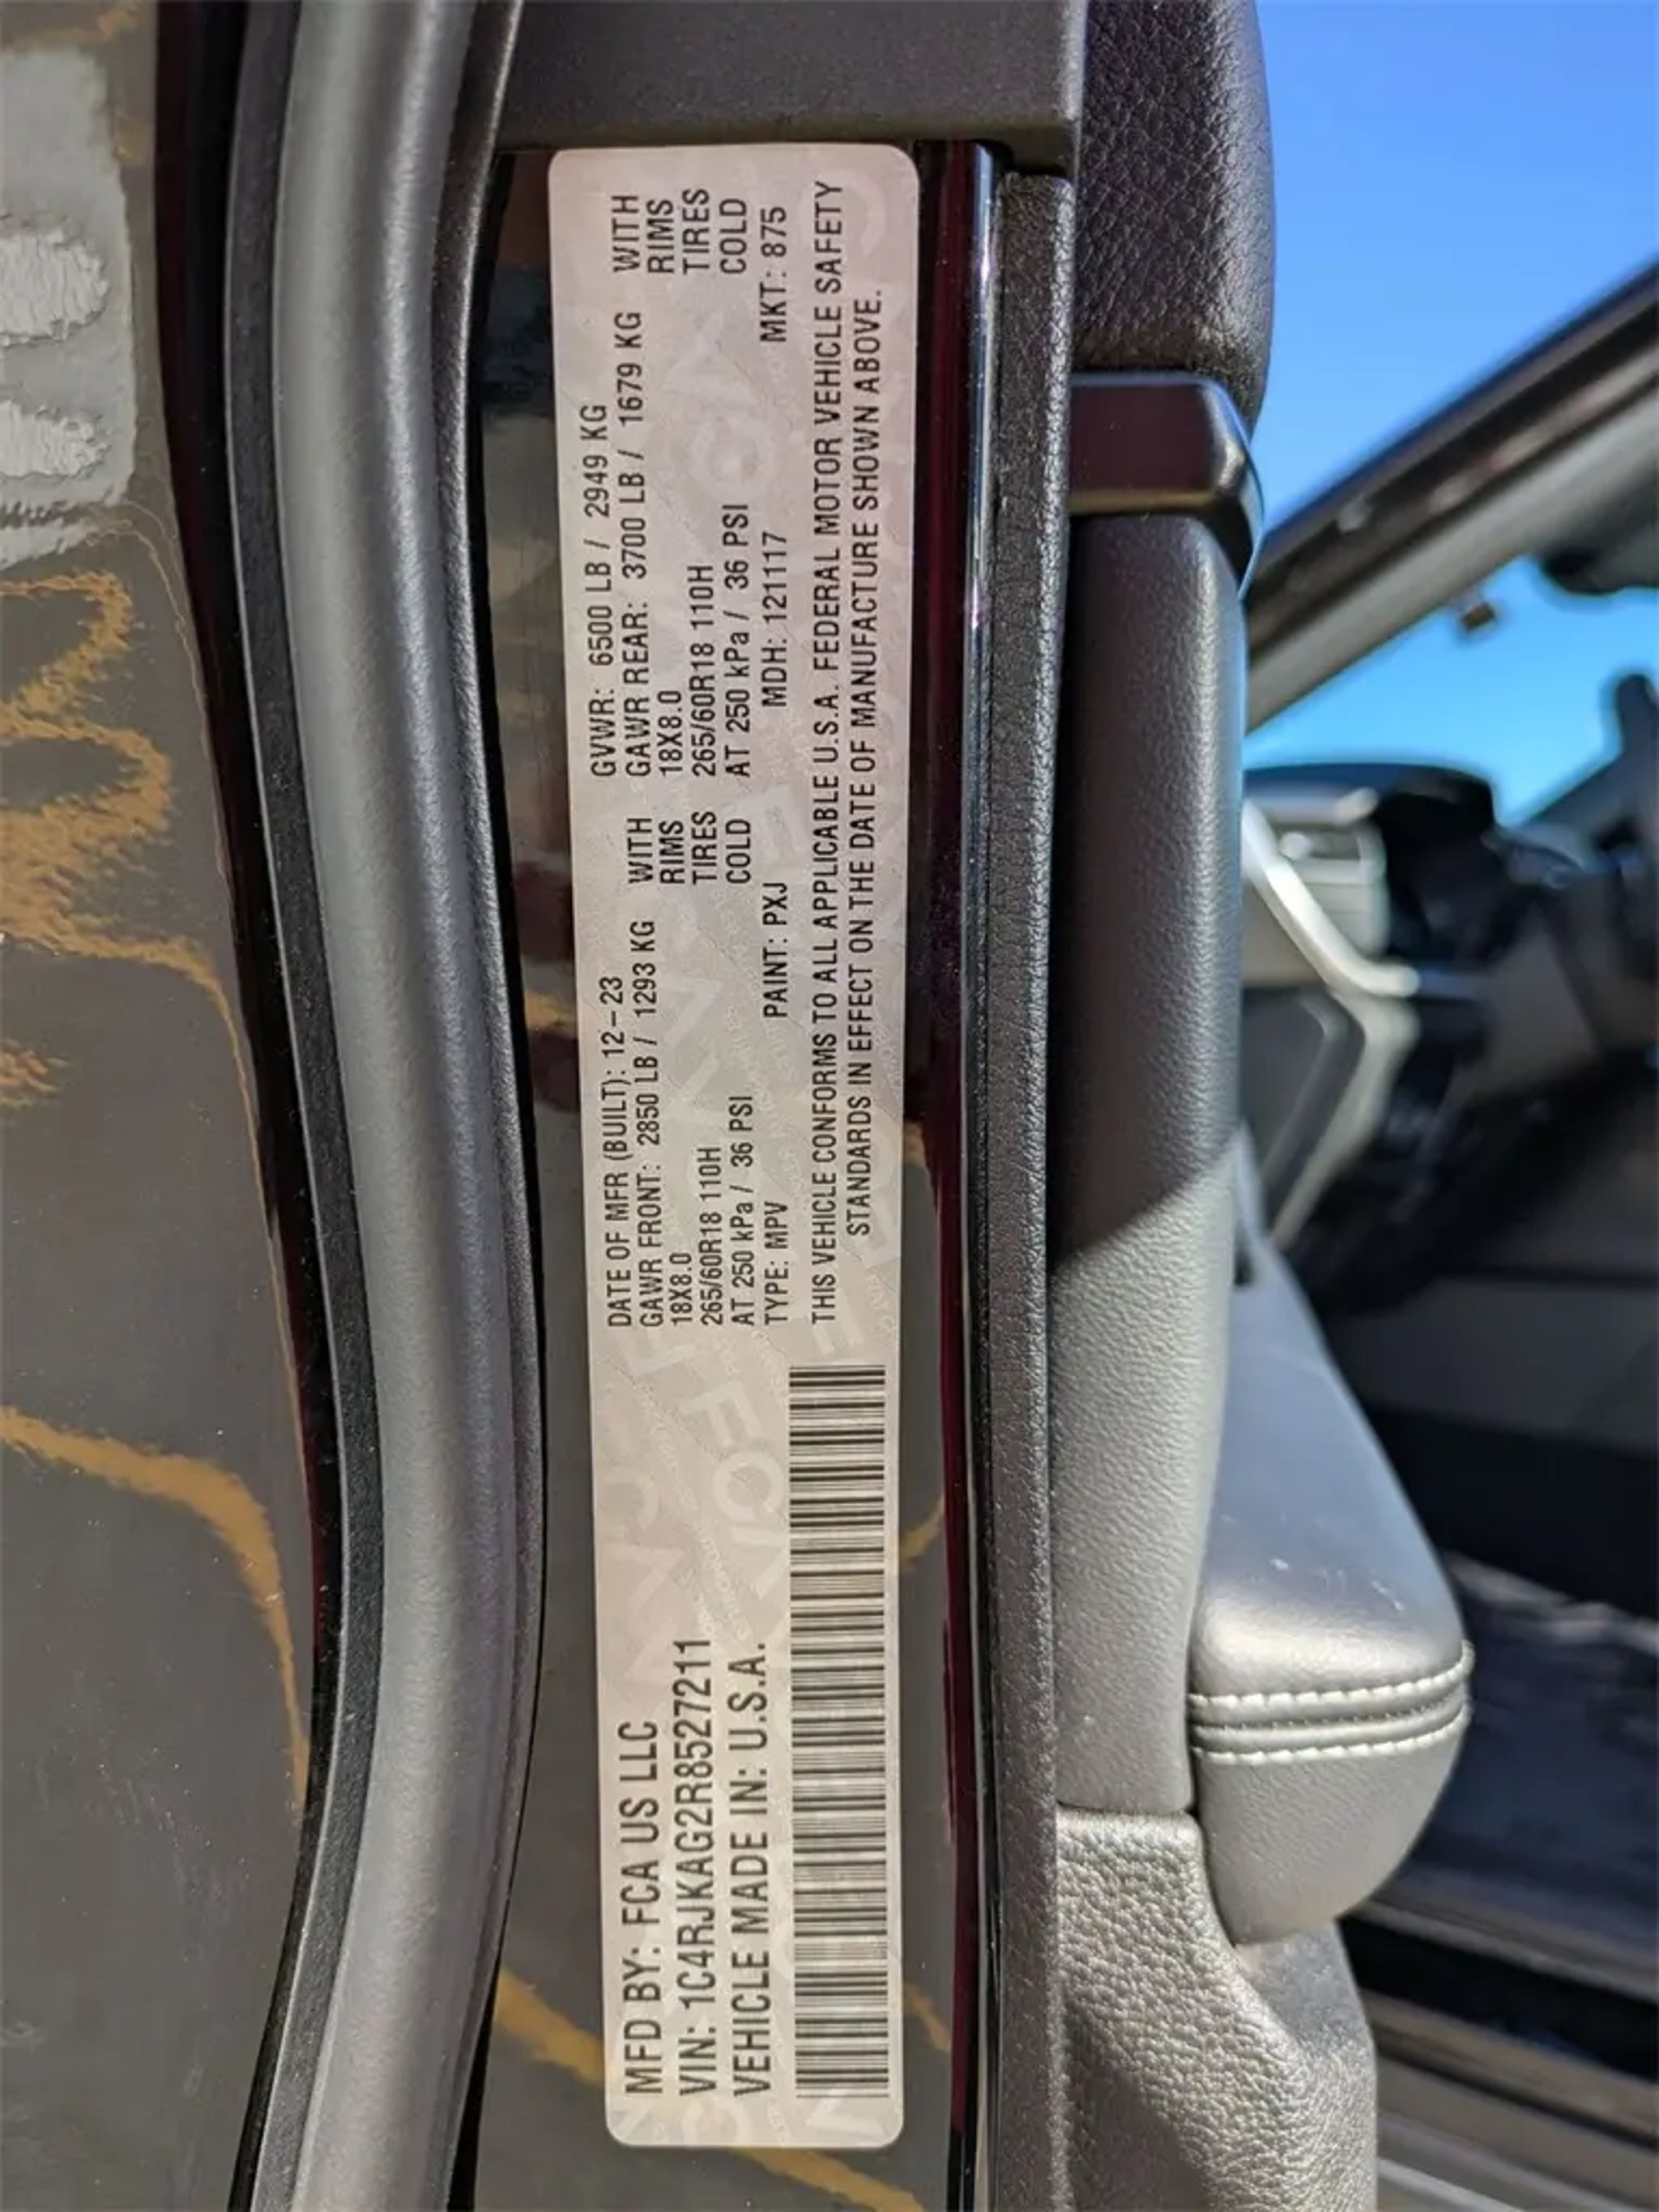 MFD BY: FCA US LLC
VIN: 1C4RJKAG2R8527211
VEHICLE MADE IN: U.S.A.
DATE OF MFR (BUILT): 12-23 GVWR: 6500 LB / 2949 KG
GAWR FRONT: 2850 LB / 1293 KG WITH GAWR REAR: 3700 LB / 1679 KG WITH
18X8.0 RIMS 18X8.0 RIMS
265/60R18 110H TIRES 265/60R18 110H TIRES
AT 250 kPa / 36 PSI COLD AT 250 kPa / 36 PSI COLD
TYPE: MPV PAINT: PXJ MDH: 121117 MKT: 875
THIS VEHICLE CONFORMS TO ALL APPLICABLE U.S.A. FEDERAL MOTOR VEHICLE SAFETY
STANDARDS IN EFFECT ON THE DATE OF MANUFACTURE SHOWN ABOVE.